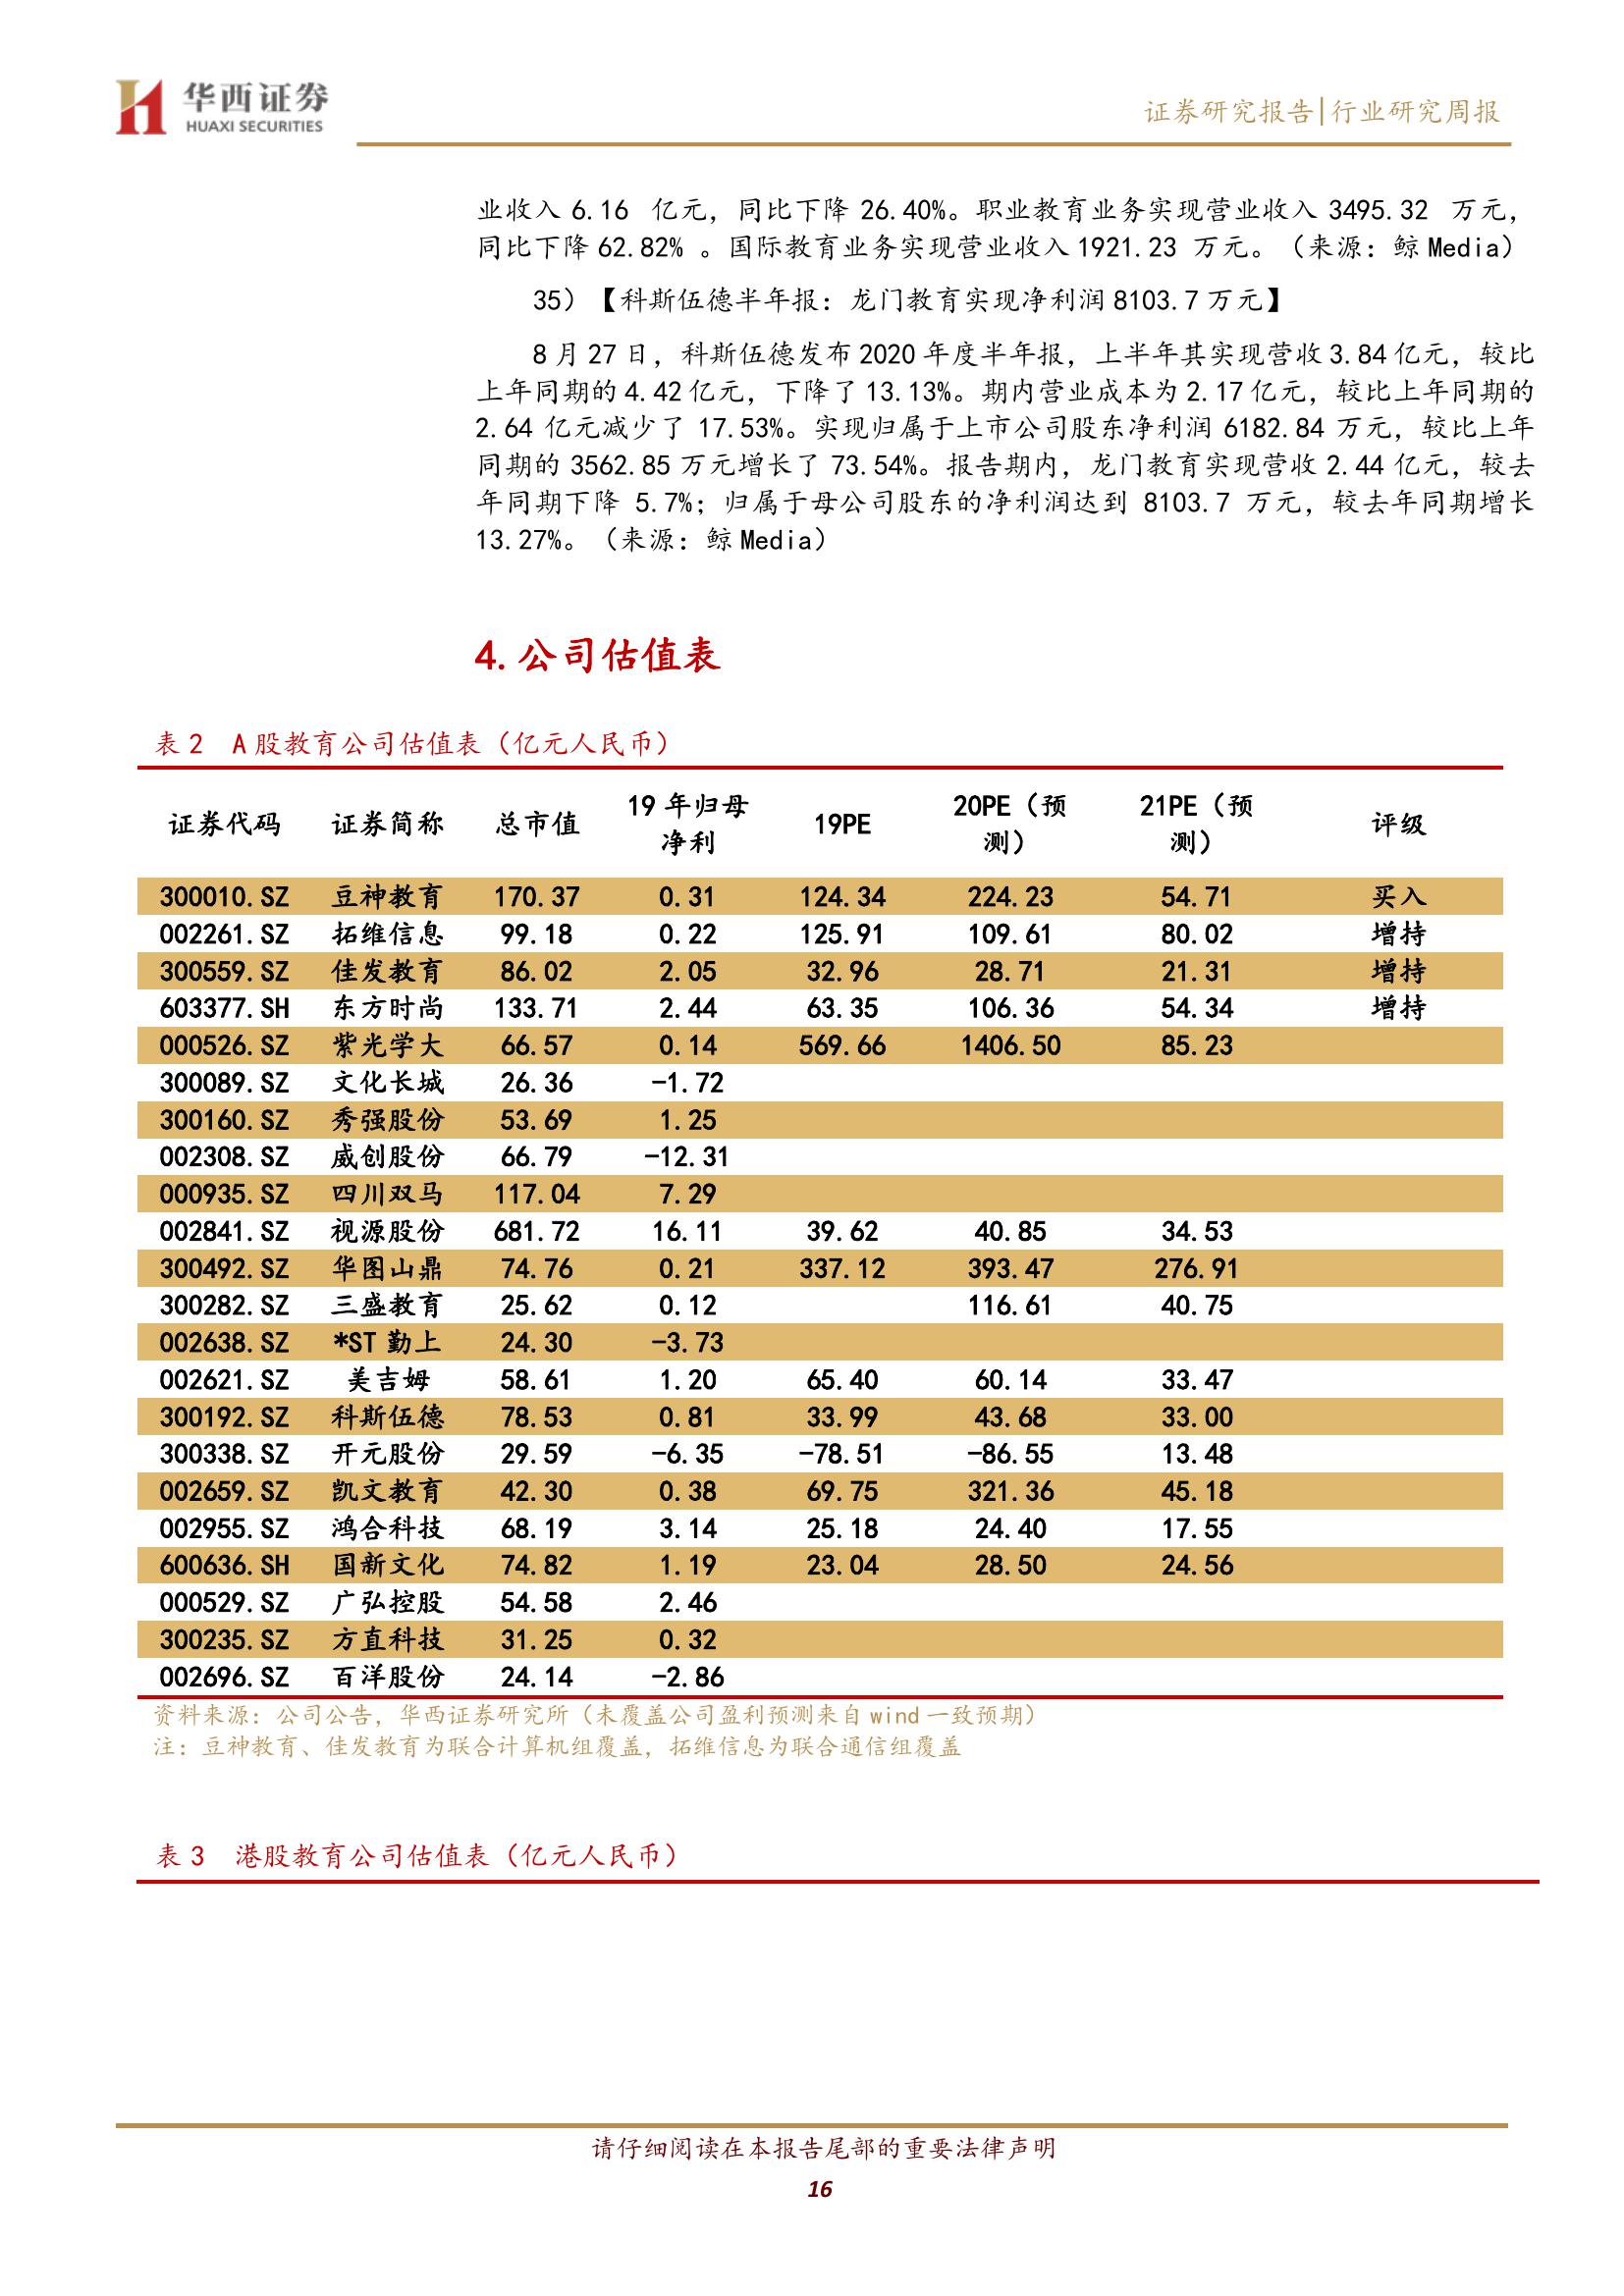 华西证券
HUAXI SECURITIES
证券研究报告|行业研究周报
业收入 6.16 亿元，同比下降 26.40%。职业教育业务实现营业收入 3495.32 万元，
同比下降 62.82% 。国际教育业务实现营业收入 1921.23 万元。（来源：鲸 Media）
35）【科斯伍德半年报：龙门教育实现净利润 8103.7 万元】
8 月 27 日，科斯伍德发布 2020 年度半年报，上半年其实现营收 3.84 亿元，较比
上年同期的 4.42 亿元，下降了 13.13%。期内营业成本为 2.17 亿元，较比上年同期的
2.64 亿元减少了 17.53%。实现归属于上市公司股东净利润 6182.84 万元，较比上年
同期的 3562.85 万元增长了 73.54%。报告期内，龙门教育实现营收 2.44 亿元，较去
年同期下降 5.7%；归属于母公司股东的净利润达到 8103.7 万元，较去年同期增长
13.27%。（来源：鲸 Media）
4.公司估值表
表 2 A 股教育公司估值表（亿元人民币）
证券代码 证券简称 总市值 19 年归母净利 19PE 20PE（预测） 21PE（预测） 评级
300010.SZ 豆神教育 170.37 0.31 124.34 224.23 54.71 买入
002261.SZ 拓维信息 99.18 0.22 125.91 109.61 80.02 增持
300559.SZ 佳发教育 86.02 2.05 32.96 28.71 21.31 增持
603377.SH 东方时尚 133.71 2.44 63.35 106.36 54.34 增持
000526.SZ 紫光学大 66.57 0.14 569.66 1406.50 85.23
300089.SZ 文化长城 26.36 -1.72
300160.SZ 秀强股份 53.69 1.25
002308.SZ 威创股份 66.79 -12.31
000935.SZ 四川双马 117.04 7.29
002841.SZ 视源股份 681.72 16.11 39.62 40.85 34.53
300492.SZ 华图山鼎 74.76 0.21 337.12 393.47 276.91
300282.SZ 三盛教育 25.62 0.12 116.61 40.75
002638.SZ *ST 勤上 24.30 -3.73
002621.SZ 美吉姆 58.61 1.20 65.40 60.14 33.47
300192.SZ 科斯伍德 78.53 0.81 33.99 43.68 33.00
300338.SZ 开元股份 29.59 -6.35 -78.51 -86.55 13.48
002659.SZ 凯文教育 42.30 0.38 69.75 321.36 45.18
002955.SZ 鸿合科技 68.19 3.14 25.18 24.40 17.55
600636.SH 国新文化 74.82 1.19 23.04 28.50 24.56
000529.SZ 广弘控股 54.58 2.46
300235.SZ 方直科技 31.25 0.32
002696.SZ 百洋股份 24.14 -2.86
资料来源：公司公告，华西证券研究所（未覆盖公司盈利预测来自 wind 一致预期）
注：豆神教育、佳发教育为联合计算机组覆盖，拓维信息为联合通信组覆盖
表 3 港股教育公司估值表（亿元人民币）
请仔细阅读在本报告尾部的重要法律声明
16